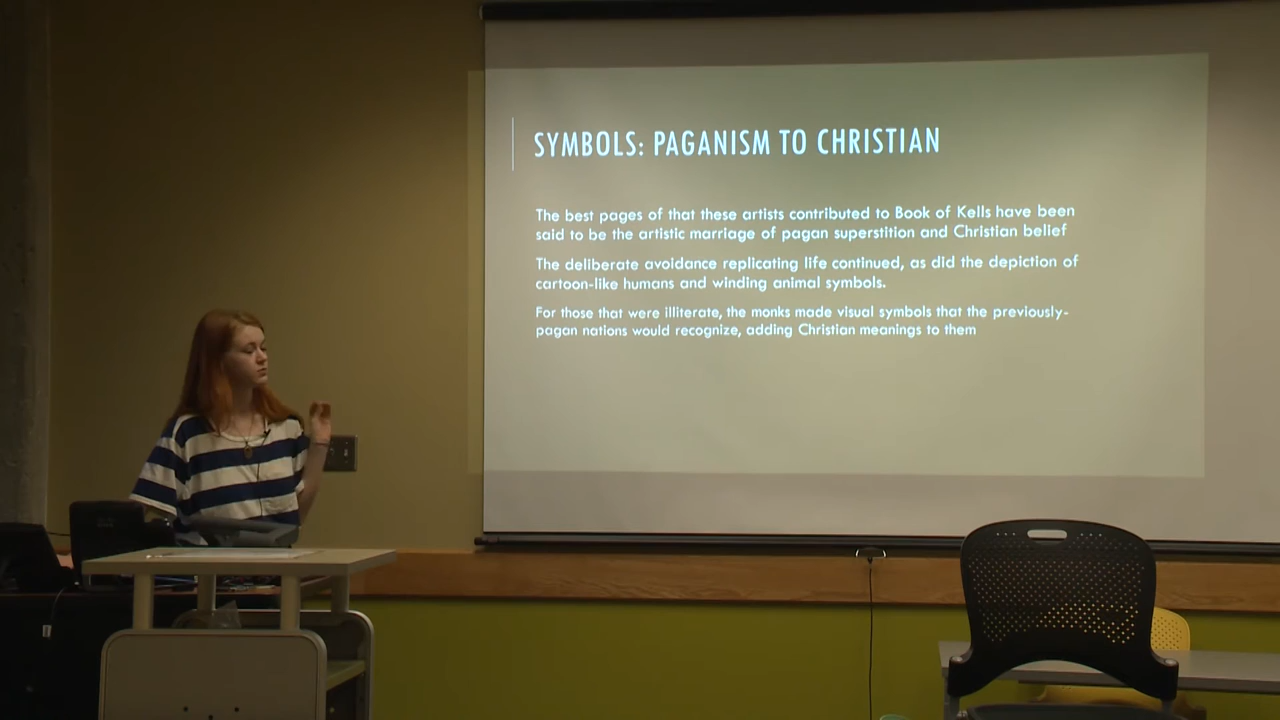 SYMBOLS: PAGANISM TO CHRISTIAN
The best pages of that these artists contributed to Book of Kells have been
said to be the artistic marriage of pagan superstition and Christian belief
The deliberate avoidance replicating life continued, as did the depiction of
cartoon-like humans and winding animal symbols.
For those that were illiterate, the monks made visual symbols that the previously-
pagan nations would recognize, adding Christian meanings to them